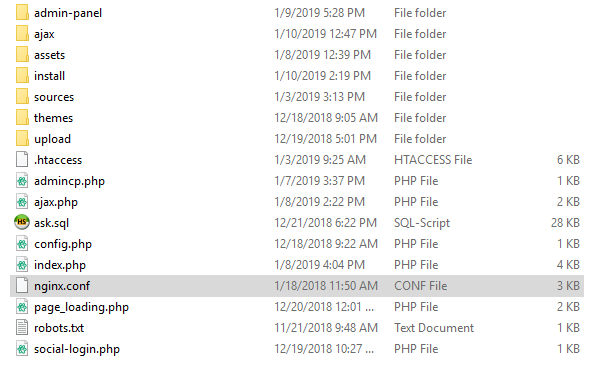 admin-panel 1/9/2019 5:28 PM File folder
ajax 1/10/2019 12:47 PM File folder
assets 1/8/2019 12:39 PM File folder
install 1/10/2019 2:19 PM File folder
sources 1/3/2019 3:13 PM File folder
themes 12/18/2018 9:05 AM File folder
upload 12/19/2018 5:01 PM File folder
.htaccess 1/3/2019 9:25 AM HTACCESS File 6 KB
admincp.php 1/7/2019 3:37 PM PHP File 1 KB
ajax.php 1/8/2019 2:22 PM PHP File 2 KB
HS ask.sql 12/21/2018 6:22 PM SQL-Script 28 KB
config.php 12/18/2018 9:22 AM PHP File 1 KB
index.php 1/8/2019 4:04 PM PHP File 4 KB
nginx.conf 1/18/2018 11:50 AM CONF File 3 KB
page_loading.php 12/20/2018 12:01 ... PHP File 2 KB
robots.txt 11/21/2018 9:48 AM Text Document 1 KB
social-login.php 12/19/2018 10:27 ... PHP File 3 KB